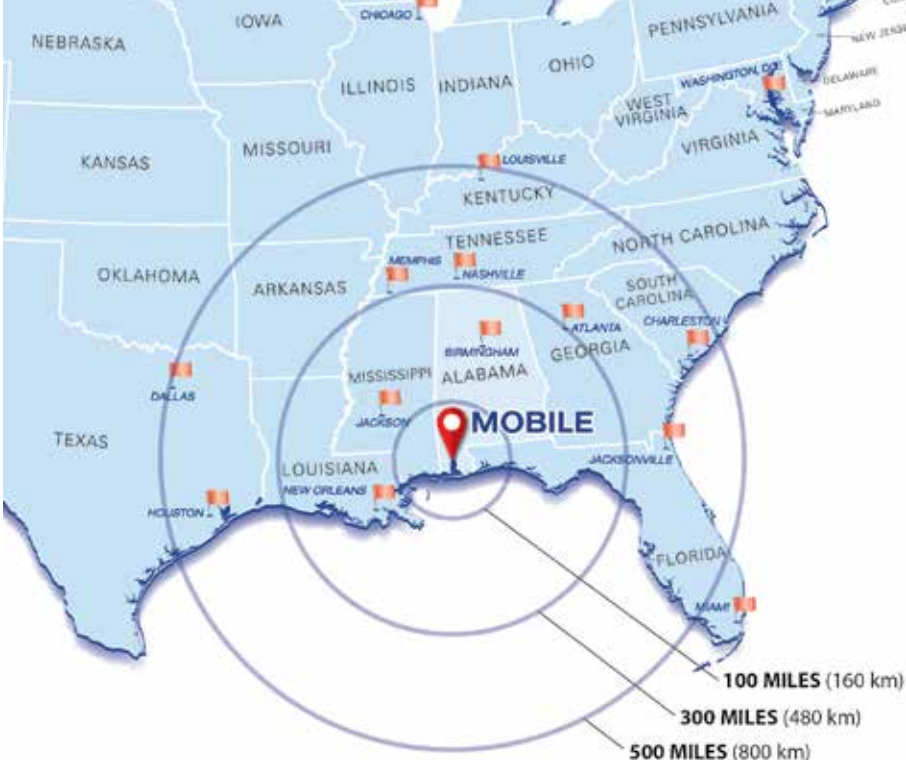 CHICAGO
IOWA
PENNSYLVANIA
NEBRASKA
NEW JERSE
OHIO
ILLINOIS
INDIANA
WASHINGTON, DC
DELAWARE
WEST
VIRGINIA
MARYLAND
VIRGINIA
MISSOURI
KANSAS
LOUISVILLE
KENTUCKY
TENNESSEE
NORTH CAROLINA
MEMPHIS
NASHVILLE
OKLAHOMA
ARKANSAS
SOUTH
CAROLINA
CHARLESTON
ATLANTA
GEORGIA
BIRMINGHAM
ALABAMA
MISSISSIPPI
DALLAS
JACKSON
MOBILE
TEXAS
JACKSONVILLE
LOUISIANA
NEW ORLEANS
HOUSTON
FLORIDA
MIAMI
100 MILES (160 km)
300 MILES (480 km)
500 MILES (800 km)